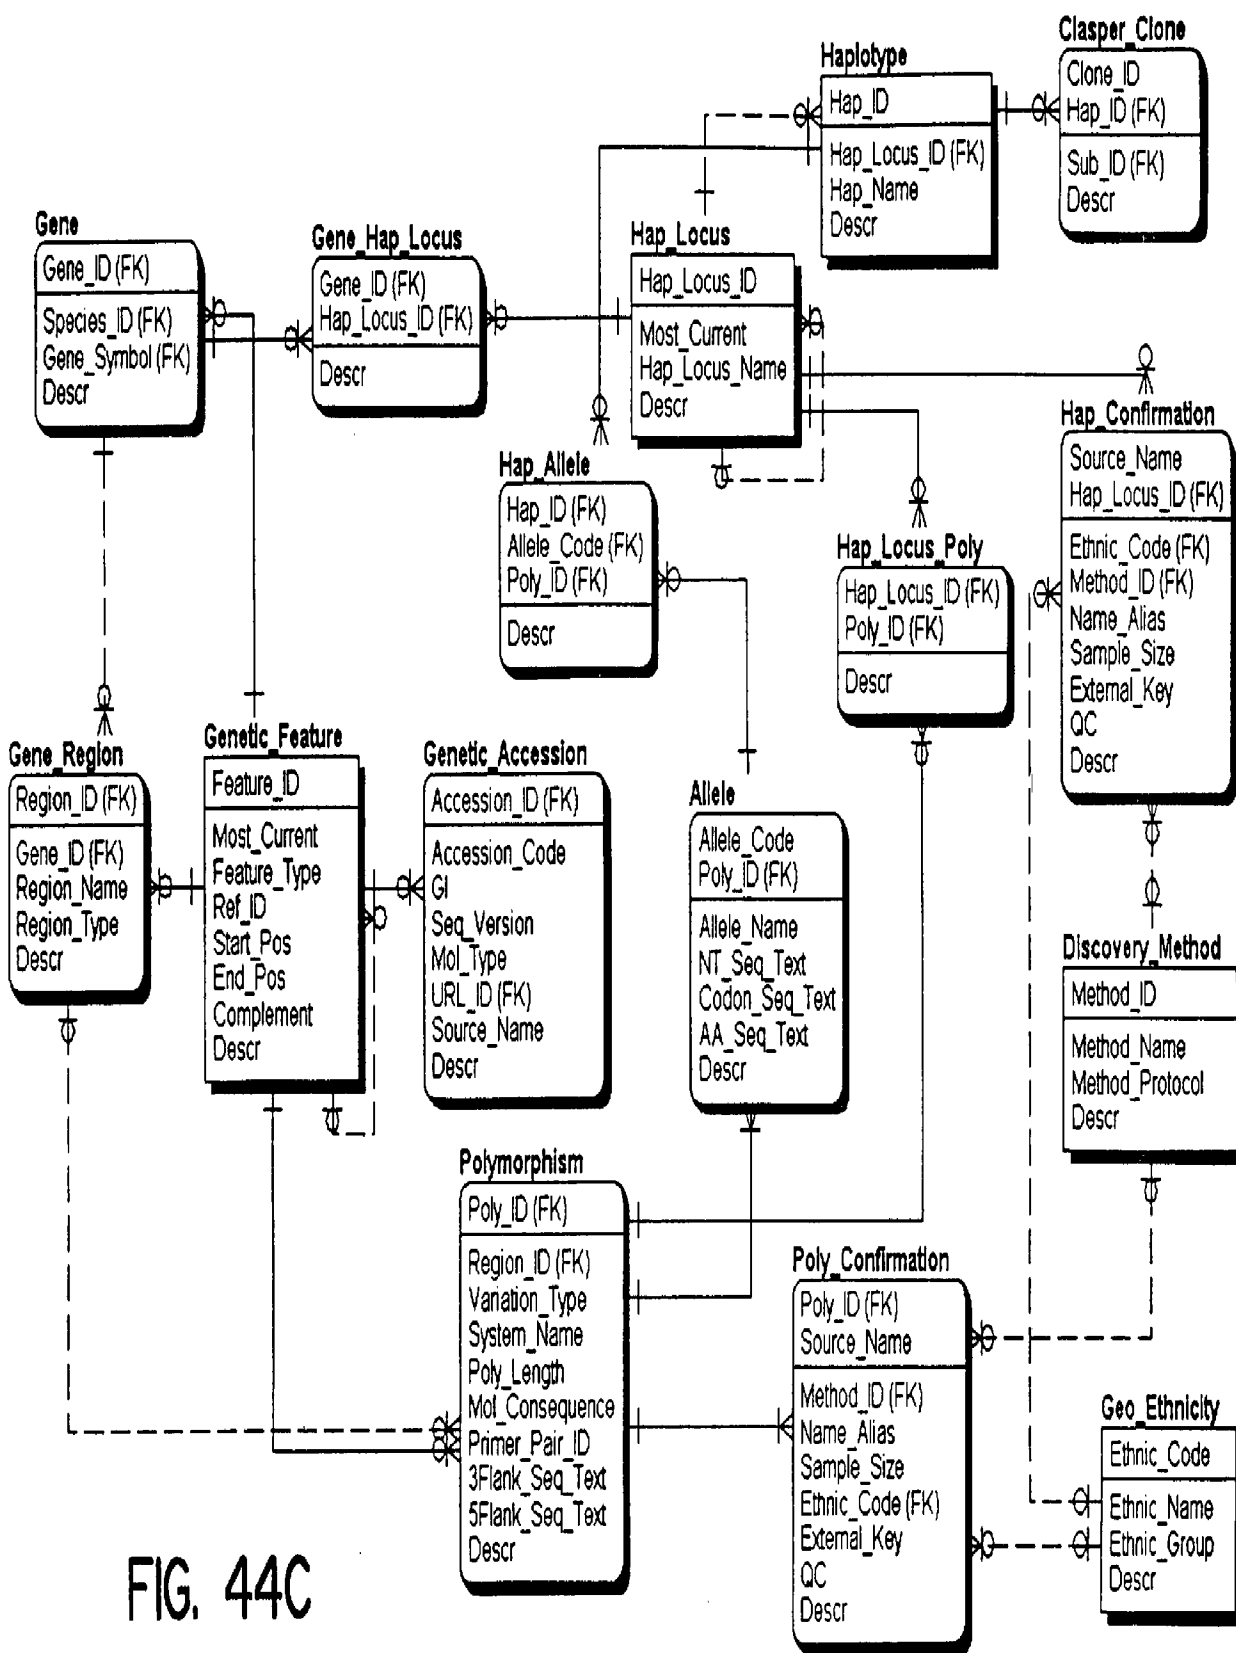 Clasper_Clone
Clone_ID
Hap_ID (FK)
Sub_ID (FK)
Descr
Haplotype
Hap_ID
Hap_Locus_ID (FK)
Hap_Name
Descr
Gene
Gene_ID (FK)
Species_ID (FK)
Gene_Symbol (FK)
Descr
Gene_Hap_Locus
Gene_ID (FK)
Hap_Locus_ID (FK)
Descr
Hap_Locus
Hap_Locus_ID
Most_Current
Hap_Locus_Name
Descr
Hap_Confirmation
Source_Name
Hap_Locus_ID (FK)
Ethnic_Code (FK)
Method_ID (FK)
Name_Alias
Sample_Size
External_Key
QC
Descr
Hap_Allele
Hap_ID (FK)
Allele_Code (FK)
Poly_ID (FK)
Descr
Hap_Locus_Poly
Hap_Locus_ID (FK)
Poly_ID (FK)
Descr
Gene_Region
Region_ID (FK)
Gene_ID (FK)
Region_Name
Region_Type
Descr
Genetic_Feature
Feature_ID
Most_Current
Feature_Type
Ref_ID
Start_Pos
End_Pos
Complement
Descr
Genetic_Accession
Accession_ID (FK)
Accession_Code
GI
Seq_Version
Mol_Type
URL_ID (FK)
Source_Name
Descr
Allele
Allele_Code
Poly_ID (FK)
Allele_Name
NT_Seq_Text
Codon_Seq_Text
AA_Seq_Text
Descr
Discovery_Method
Method_ID
Method_Name
Method_Protocol
Descr
Polymorphism
Poly_ID (FK)
Region_ID (FK)
Variation_Type
System_Name
Poly_Length
Mol_Consequence
Primer_Pair_ID
3Flank_Seq_Text
5Flank_Seq_Text
Descr
Poly_Confirmation
Poly_ID (FK)
Source_Name
Method_ID (FK)
Name_Alias
Sample_Size
Ethnic_Code (FK)
External_Key
QC
Descr
Geo_Ethnicity
Ethnic_Code
Ethnic_Name
Ethnic_Group
Descr
FIG. 44C